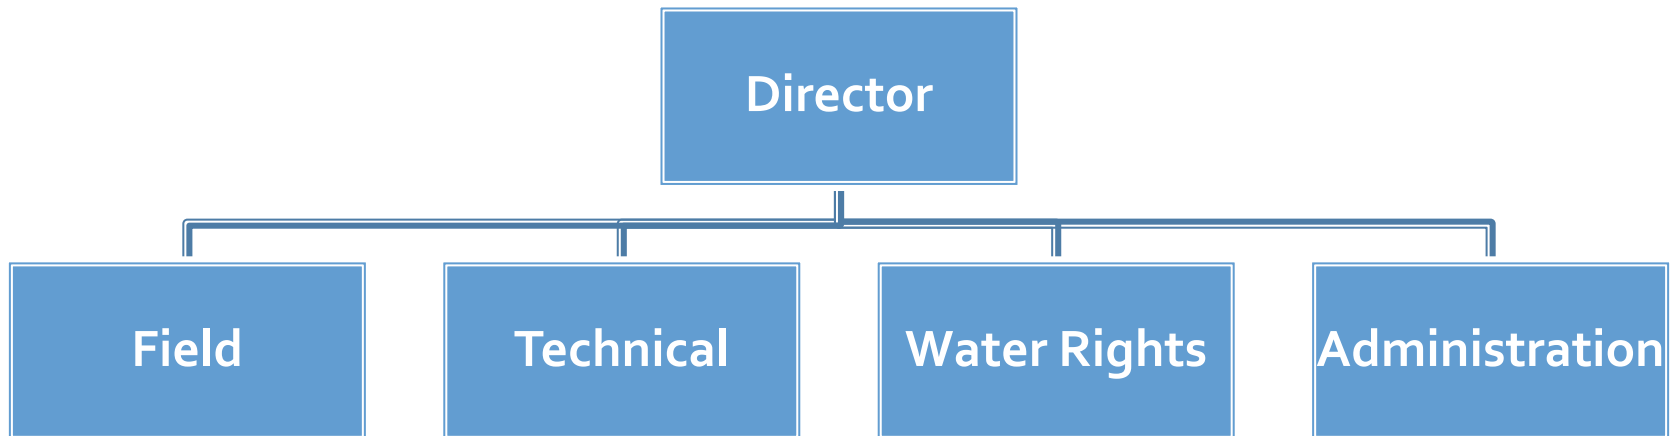 Director
Field
Technical
Water Rights
Administration